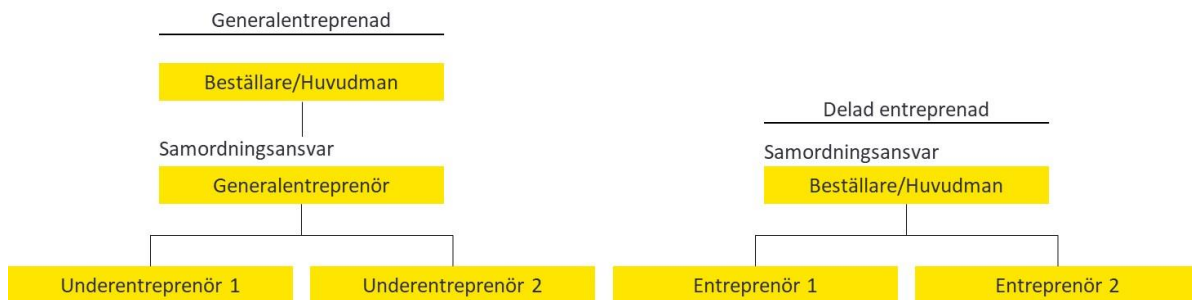 Generalentreprenad
Beställare/Huvudman
Samordningsansvar
Generalentreprenör
Underentreprenör 1
Underentreprenör 2
Delad entreprenad
Samordningsansvar
Beställare/Huvudman
Entreprenör 1
Entreprenör 2